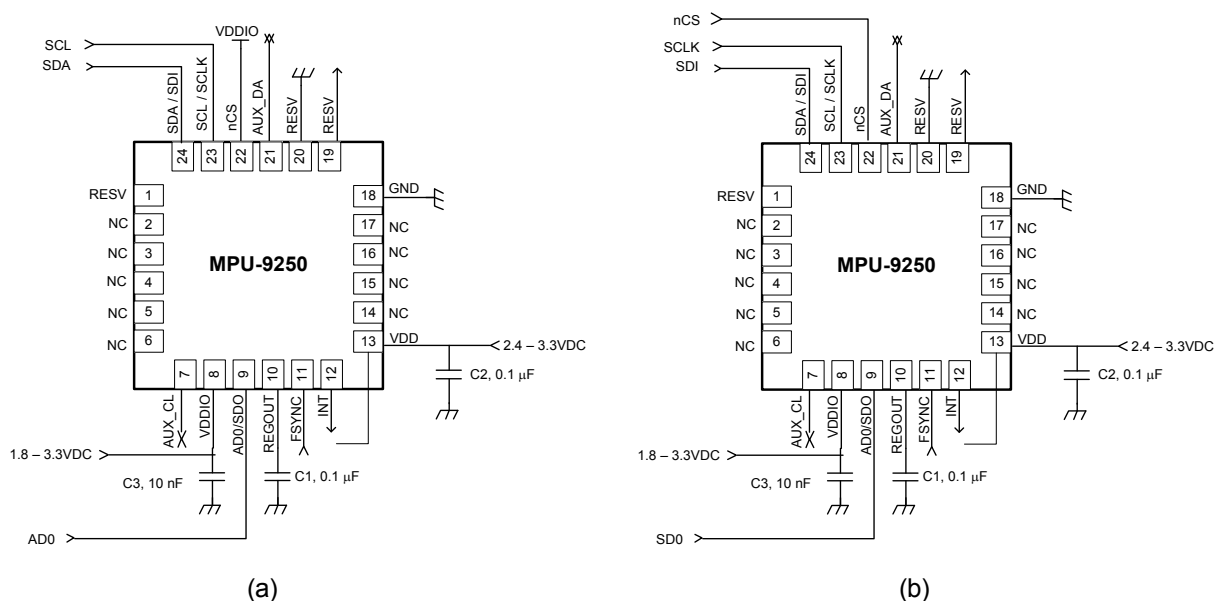 SCL
SDA
VDDIO
SDA / SDI
SCL / SCLK
nCS
AUX_DA
RESV
RESV
24
23
22
21
20
19
RESV 1
NC 2
NC 3
NC 4
NC 5
NC 6
MPU-9250
18 GND
17 NC
16 NC
15 NC
14 NC
13 VDD
2.4 – 3.3VDC
C2, 0.1 μF
7
8
9
10
11
12
AUX_CL
VDDIO
AD0/SDO
REGOUT
FSYNC
INT
1.8 – 3.3VDC
C3, 10 nF
C1, 0.1 μF
AD0
(a)
nCS
SCLK
SDI
SDA / SDI
SCL / SCLK
nCS
AUX_DA
RESV
RESV
24
23
22
21
20
19
RESV 1
NC 2
NC 3
NC 4
NC 5
NC 6
MPU-9250
18 GND
17 NC
16 NC
15 NC
14 NC
13 VDD
2.4 – 3.3VDC
C2, 0.1 μF
7
8
9
10
11
12
AUX_CL
VDDIO
AD0/SDO
REGOUT
FSYNC
INT
1.8 – 3.3VDC
C3, 10 nF
C1, 0.1 μF
SD0
(b)